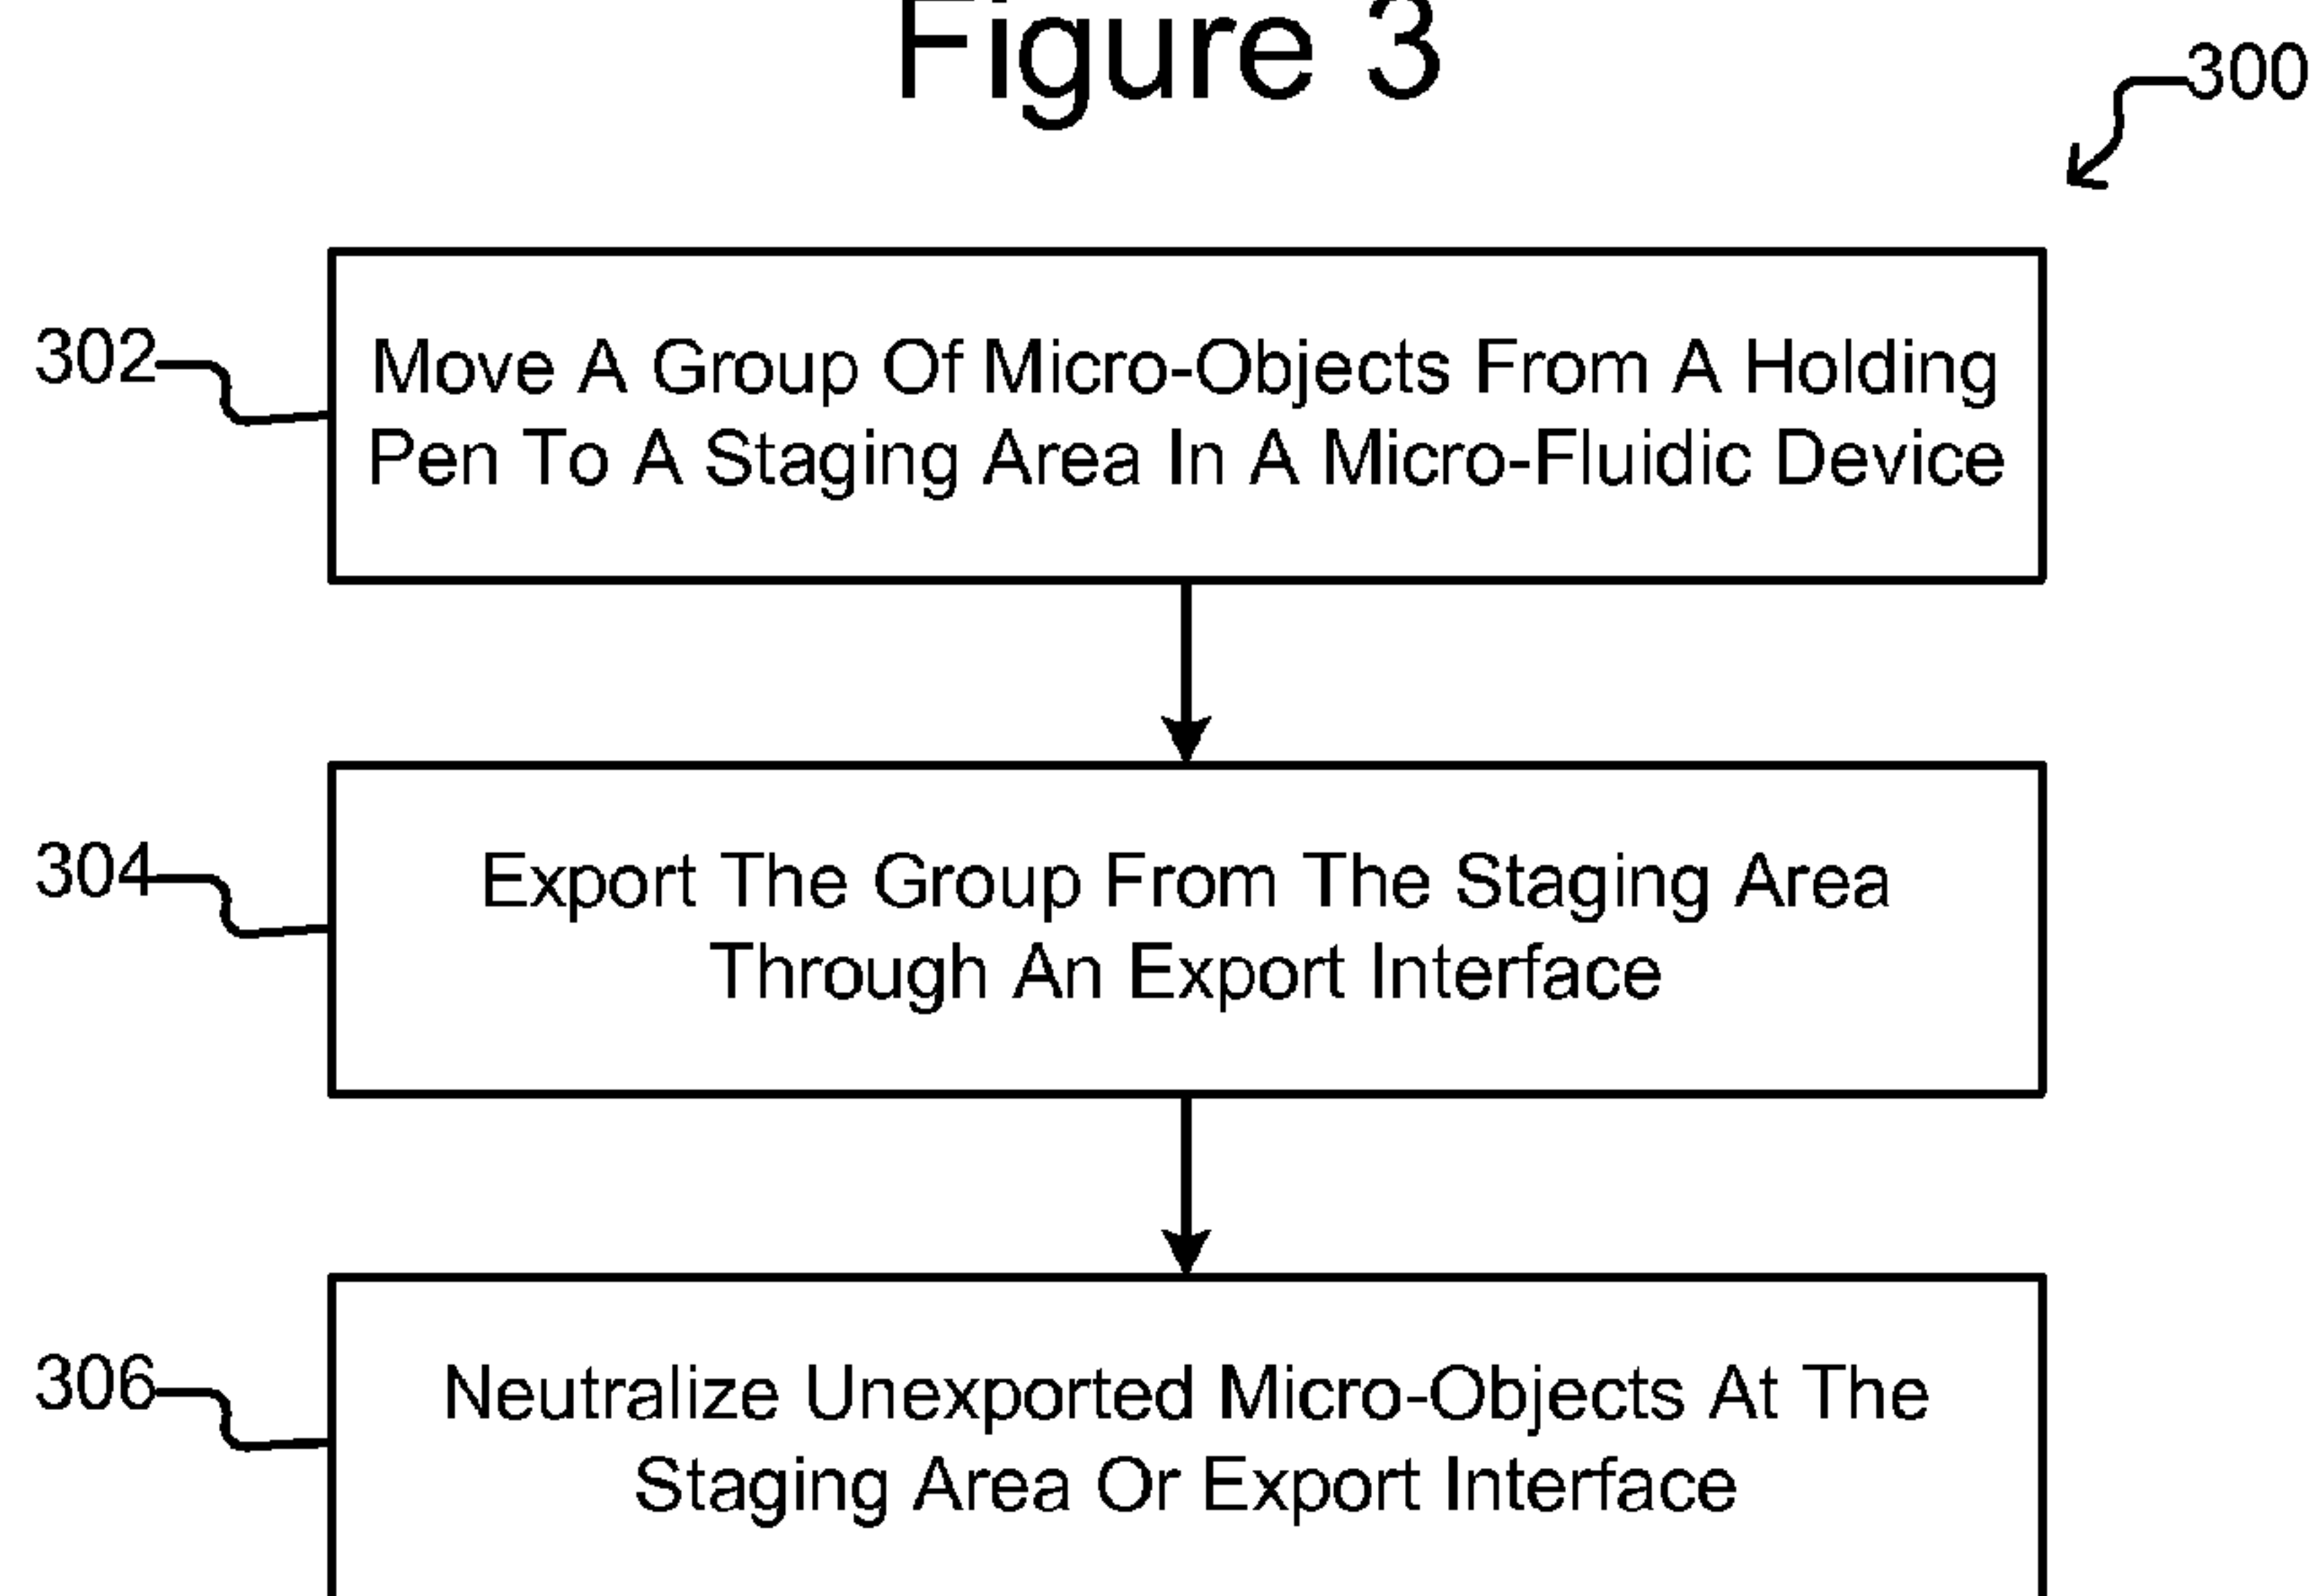 Figure 3
300
302
Move A Group Of Micro-Objects From A Holding
Pen To A Staging Area In A Micro-Fluidic Device
304
Export The Group From The Staging Area
Through An Export Interface
306
Neutralize Unexported Micro-Objects At The
Staging Area Or Export Interface